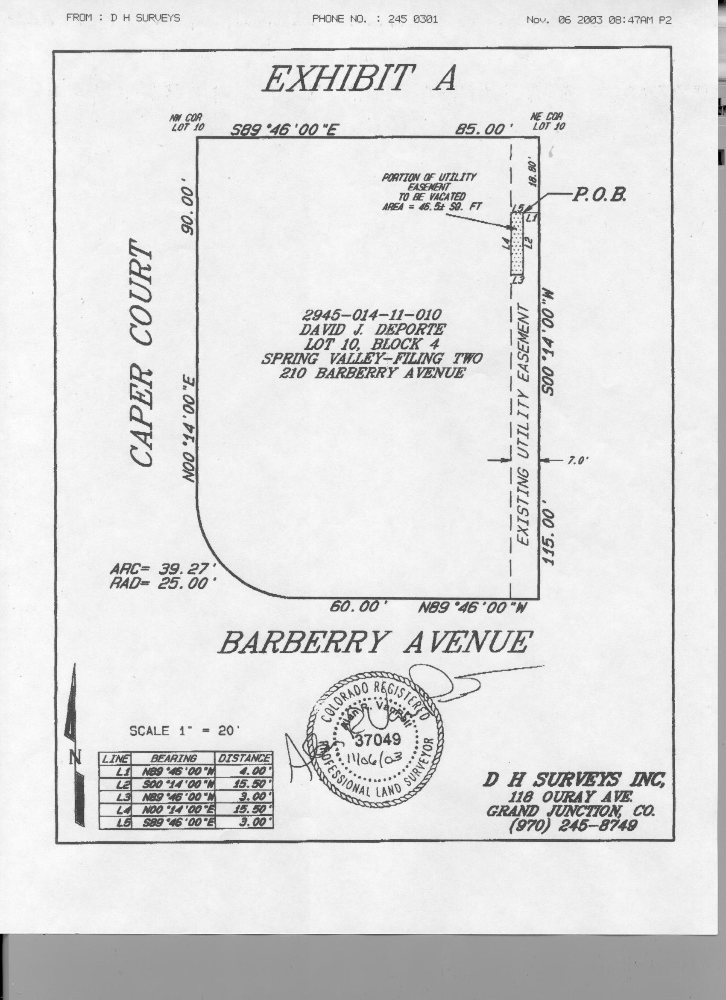 FROM : D H SURVEYS
PHONE NO. : 245 0301
Nov. 06 2003 08:47AM P2
EXHIBIT A
NW COR
LOT 10
S89°46'00"E
85.00'
NE COR
LOT 10
18.80'
PORTION OF UTILITY
EASEMENT
TO BE VACATED
AREA = 46.5± SQ. FT
P.O.B.
L5
L1
L4
L2
L3
90.00'
N00°14'00"E
CAPER COURT
2945-014-11-010
DAVID J. DEPORTE
LOT 10, BLOCK 4
SPRING VALLEY-FILING TWO
210 BARBERRY AVENUE
EXISTING UTILITY EASEMENT
S00°14'00"W
7.0'
115.00'
ARC= 39.27'
RAD= 25.00'
60.00'
N89°46'00"W
BARBERRY AVENUE
COLORADO REGISTERED
Alan R.
37049
11/06/03
PROFESSIONAL LAND SURVEYOR
SCALE 1" = 20'
N
LINE BEARING DISTANCE
L1 N89°46'00"W 4.00'
L2 S00°14'00"W 15.50'
L3 N89°46'00"W 3.00'
L4 N00°14'00"E 15.50'
L5 S89°46'00"E 3.00'
D H SURVEYS INC,
118 OURAY AVE.
GRAND JUNCTION, CO.
(970) 245-8749